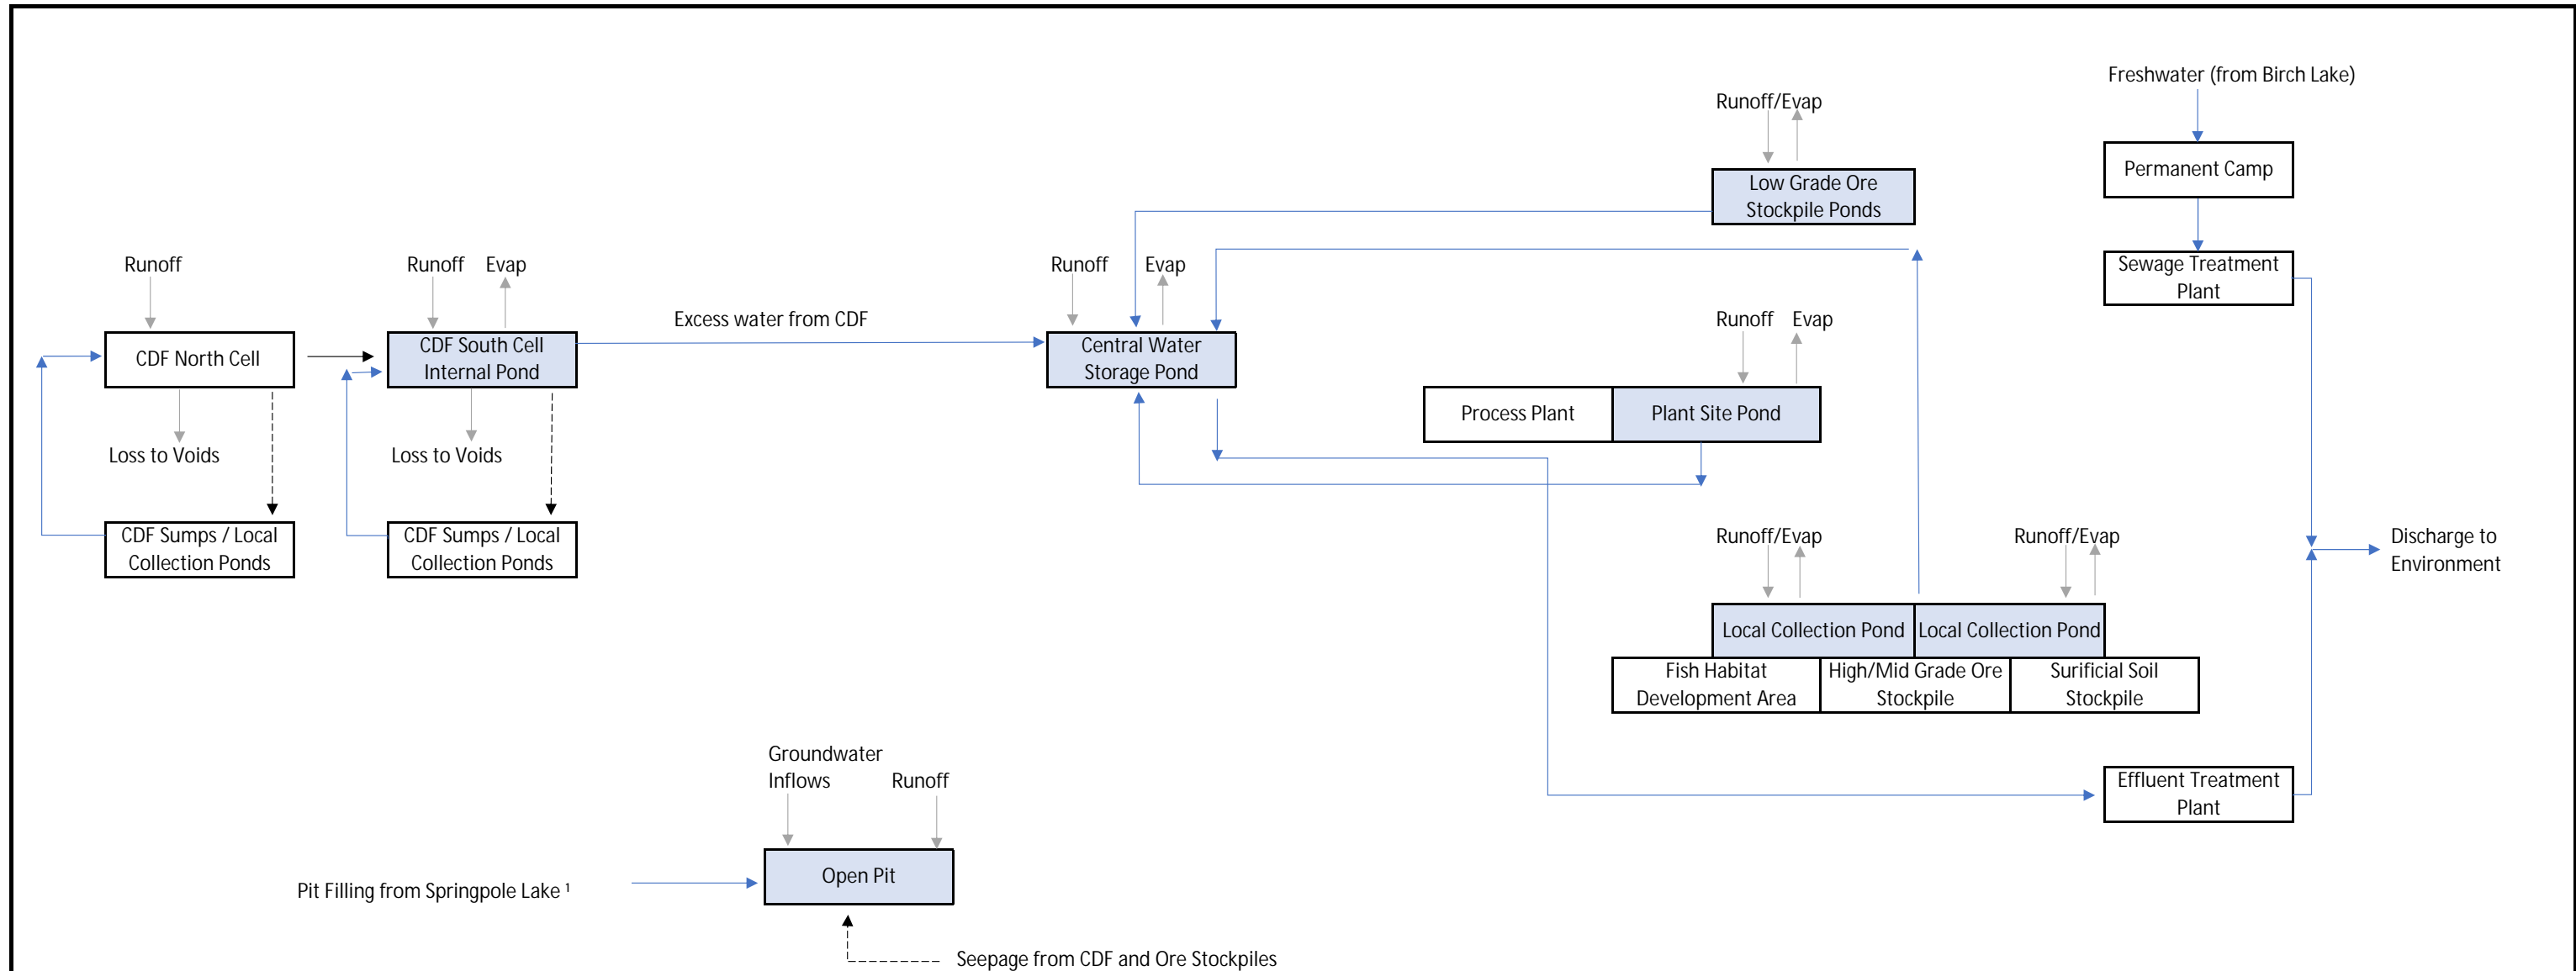 Freshwater (from Birch Lake)
Runoff/Evap
Permanent Camp
Low Grade Ore
Stockpile Ponds
Runoff
Runoff
Evap
Runoff
Evap
Sewage Treatment
Plant
Excess water from CDF
Runoff
Evap
CDF North Cell
CDF South Cell
Internal Pond
Central Water
Storage Pond
Process Plant
Plant Site Pond
Loss to Voids
Loss to Voids
CDF Sumps / Local
Collection Ponds
CDF Sumps / Local
Collection Ponds
Runoff/Evap
Runoff/Evap
Discharge to
Environment
Local Collection Pond
Local Collection Pond
Fish Habitat
Development Area
High/Mid Grade Ore
Stockpile
Surificial Soil
Stockpile
Groundwater
Inflows
Runoff
Effluent Treatment
Plant
Open Pit
Pit Filling from Springpole Lake ¹
Seepage from CDF and Ore Stockpiles